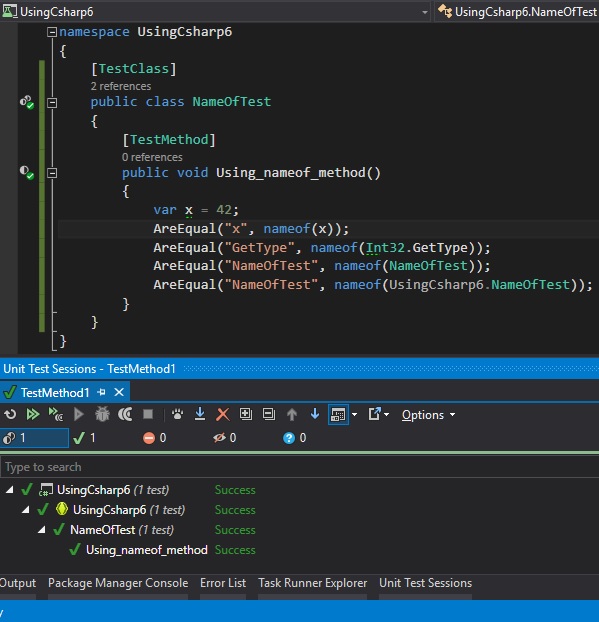 UsingCsharp6 UsingCsharp6.NameOfTest
namespace UsingCsharp6
{
[TestClass]
2 references
public class NameOfTest
{
[TestMethod]
0 references
public void Using_nameof_method()
{
var x = 42;
AreEqual("x", nameof(x));
AreEqual("GetType", nameof(Int32.GetType));
AreEqual("NameOfTest", nameof(NameOfTest));
AreEqual("NameOfTest", nameof(UsingCsharp6.NameOfTest));
}
}
}
Unit Test Sessions - TestMethod1
TestMethod1
Options
1 1 0 0 0
Type to search
UsingCsharp6 (1 test) Success
UsingCsharp6 (1 test) Success
NameOfTest (1 test) Success
Using_nameof_method Success
Output Package Manager Console Error List Task Runner Explorer Unit Test Sessions